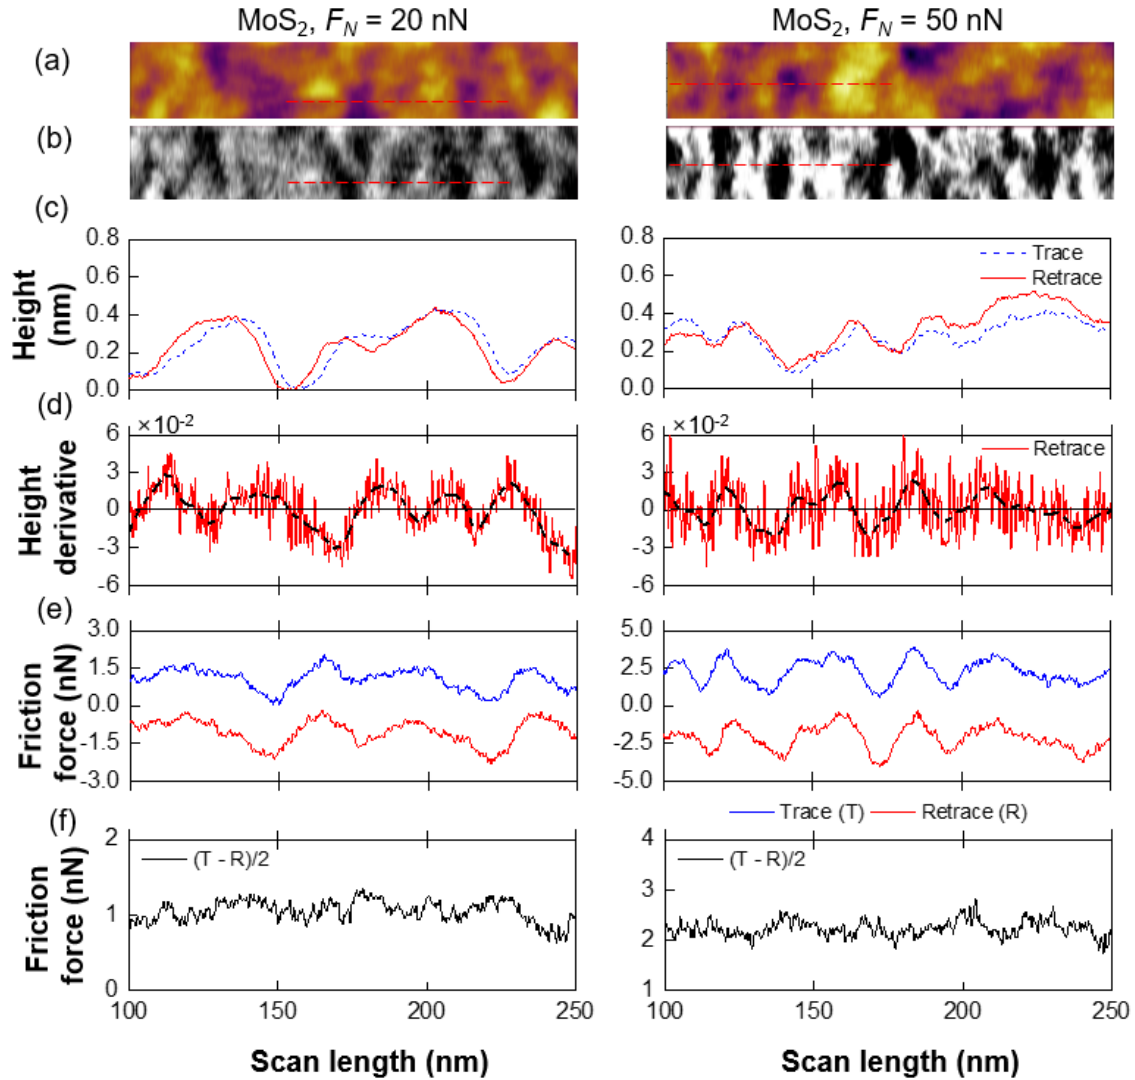 MoS2, FN = 20 nN
MoS2, FN = 50 nN
(a)
(b)
(c)
Height (nm)
0.8
0.6
0.4
0.2
0.0
0.8
0.6
0.4
0.2
0.0
Trace
Retrace
(d)
Height derivative
×10-2
6
3
0
-3
-6
×10-2
6
3
0
-3
-6
Retrace
(e)
Friction force (nN)
3.0
1.5
0.0
-1.5
-3.0
5.0
2.5
0.0
-2.5
-5.0
Trace (T)
Retrace (R)
(f)
Friction force (nN)
2
1
0
(T - R)/2
4
3
2
1
(T - R)/2
100
150
200
250
100
150
200
250
Scan length (nm)
Scan length (nm)